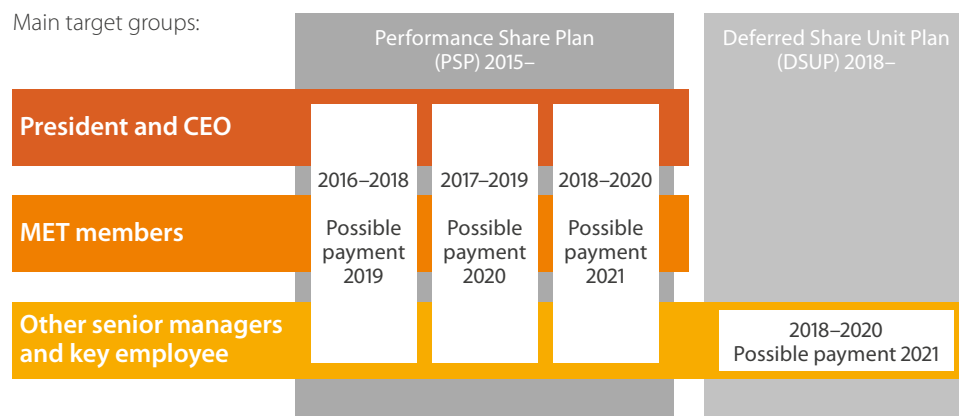 Main target groups:
Performance Share Plan
(PSP) 2015–
Deferred Share Unit Plan
(DSUP) 2018–
President and CEO
2016–2018
Possible
payment
2019
2017–2019
Possible
payment
2020
2018–2020
Possible
payment
2021
MET members
Other senior managers
and key employee
2018–2020
Possible payment 2021